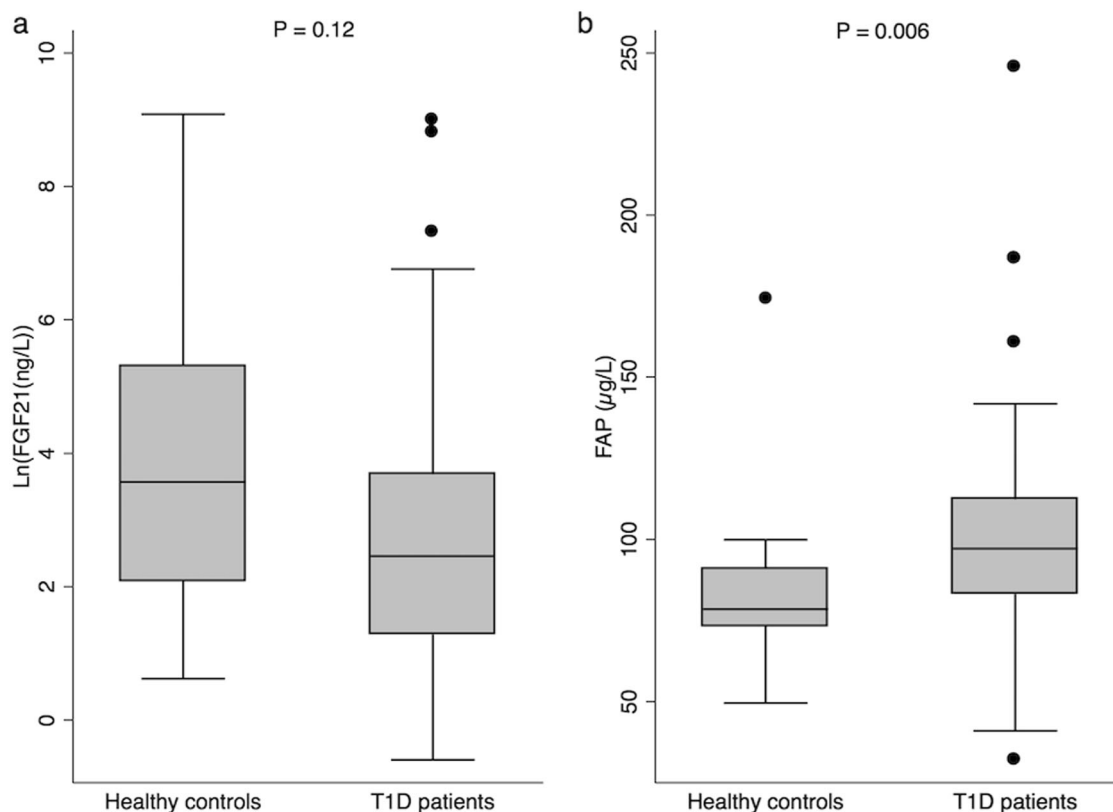 a
P = 0.12
10
8
6
4
2
0
Ln(FGF21(ng/L))
Healthy controls
T1D patients
b
P = 0.006
250
200
150
100
50
FAP (µg/L)
Healthy controls
T1D patients